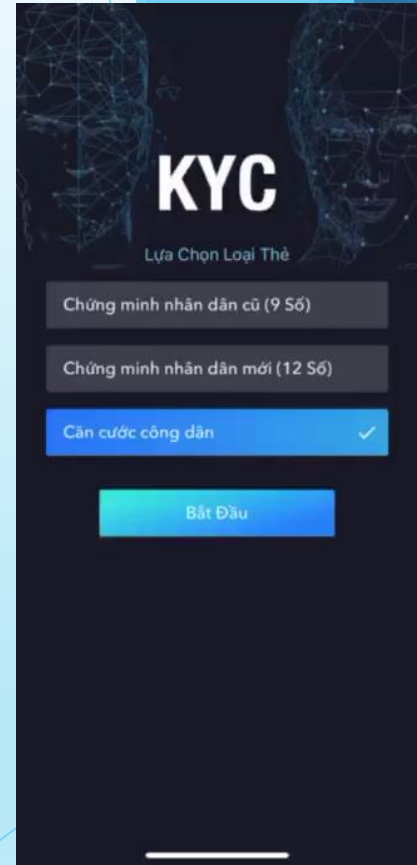 KYC
Lựa Chọn Loại Thẻ
Chứng minh nhân dân cũ (9 Số)
Chứng minh nhân dân mới (12 Số)
Căn cước công dân
Bắt Đầu